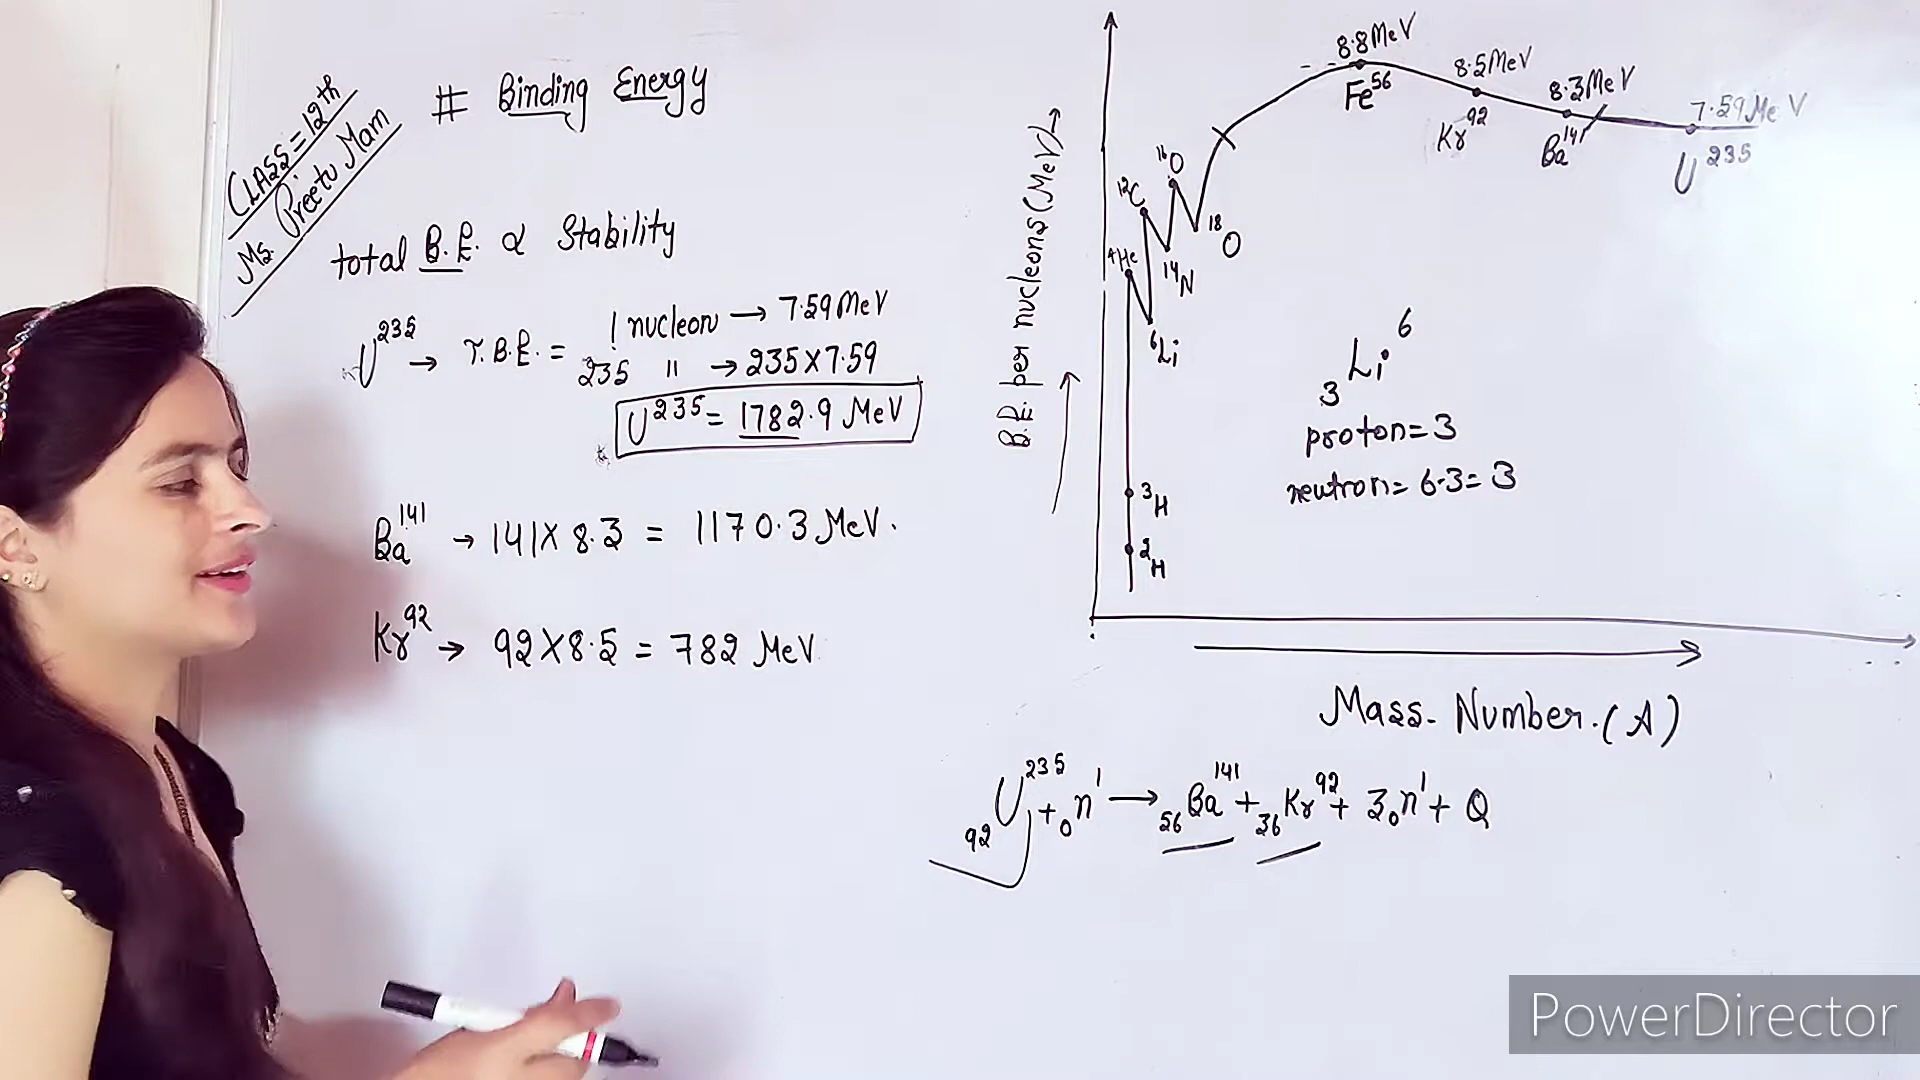 CLASS = 12th
Ms. Preetu Mam
# Binding Energy
total B.E. ∝ Stability
U²³⁵ → T.B.E. = 1 nucleon → 7.59 MeV
235 " → 235 X 7.59
U²³⁵ = 1782.9 MeV
Ba¹⁴¹ → 141 X 8.3 = 1170.3 MeV.
Kr⁹² → 92 X 8.5 = 782 MeV
B.E. per nucleons (MeV) →
8.8 MeV
Fe⁵⁶
8.5 MeV
Kr⁹²
8.3 MeV
Ba¹⁴¹
7.59 MeV
U²³⁵
¹⁶O
¹²C
¹⁸O
⁴He
¹⁴N
⁶Li
³H
²H
₃Li⁶
proton = 3
neutron = 6-3 = 3
Mass- Number. (A)
₉₂U²³⁵ + ₀n¹ → ₅₆Ba¹⁴¹ + ₃₆Kr⁹² + 3₀n¹ + Q
PowerDirector